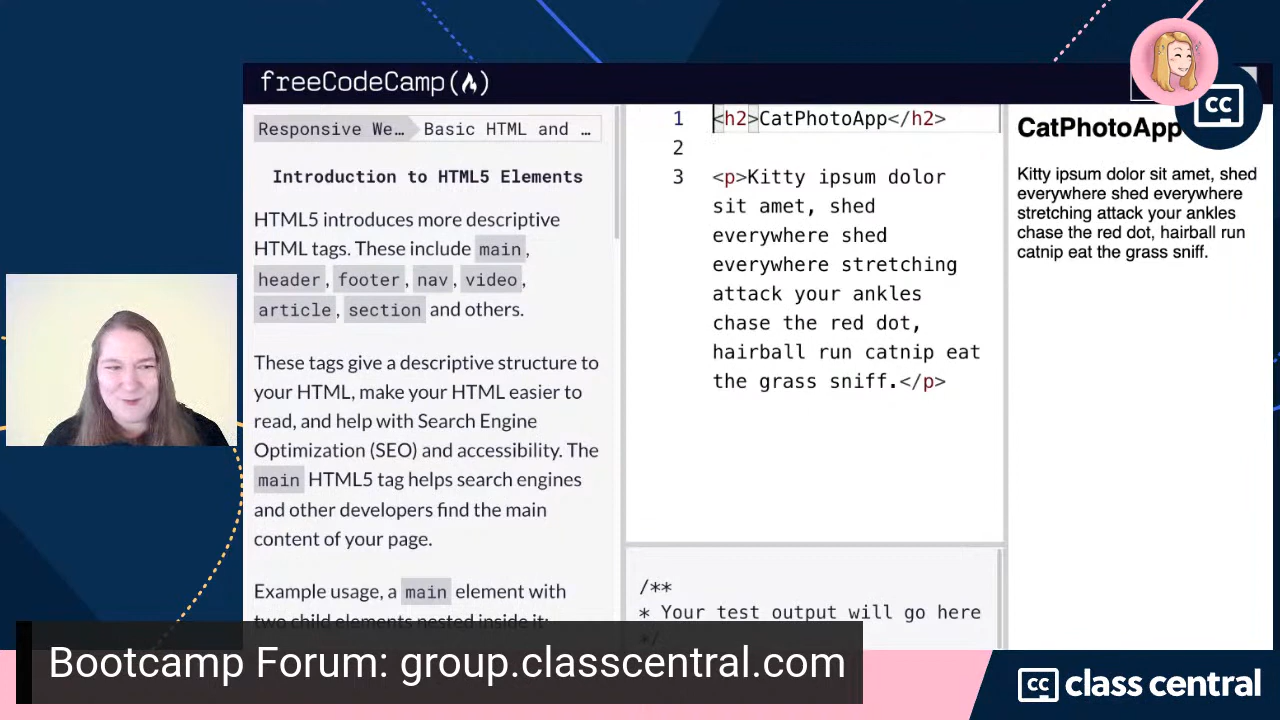 freeCodeCamp
Responsive We… Basic HTML and …
Introduction to HTML5 Elements
HTML5 introduces more descriptive
HTML tags. These include main,
header, footer, nav, video,
article, section and others.
These tags give a descriptive structure to
your HTML, make your HTML easier to
read, and help with Search Engine
Optimization (SEO) and accessibility. The
main HTML5 tag helps search engines
and other developers find the main
content of your page.
Example usage, a main element with
two child elements nested inside it:
1 <h2>CatPhotoApp</h2>
2
3 <p>Kitty ipsum dolor
sit amet, shed
everywhere shed
everywhere stretching
attack your ankles
chase the red dot,
hairball run catnip eat
the grass sniff.</p>
/**
* Your test output will go here
*/
CatPhotoApp
Kitty ipsum dolor sit amet, shed
everywhere shed everywhere
stretching attack your ankles
chase the red dot, hairball run
catnip eat the grass sniff.
cc
Bootcamp Forum: group.classcentral.com
cc class central